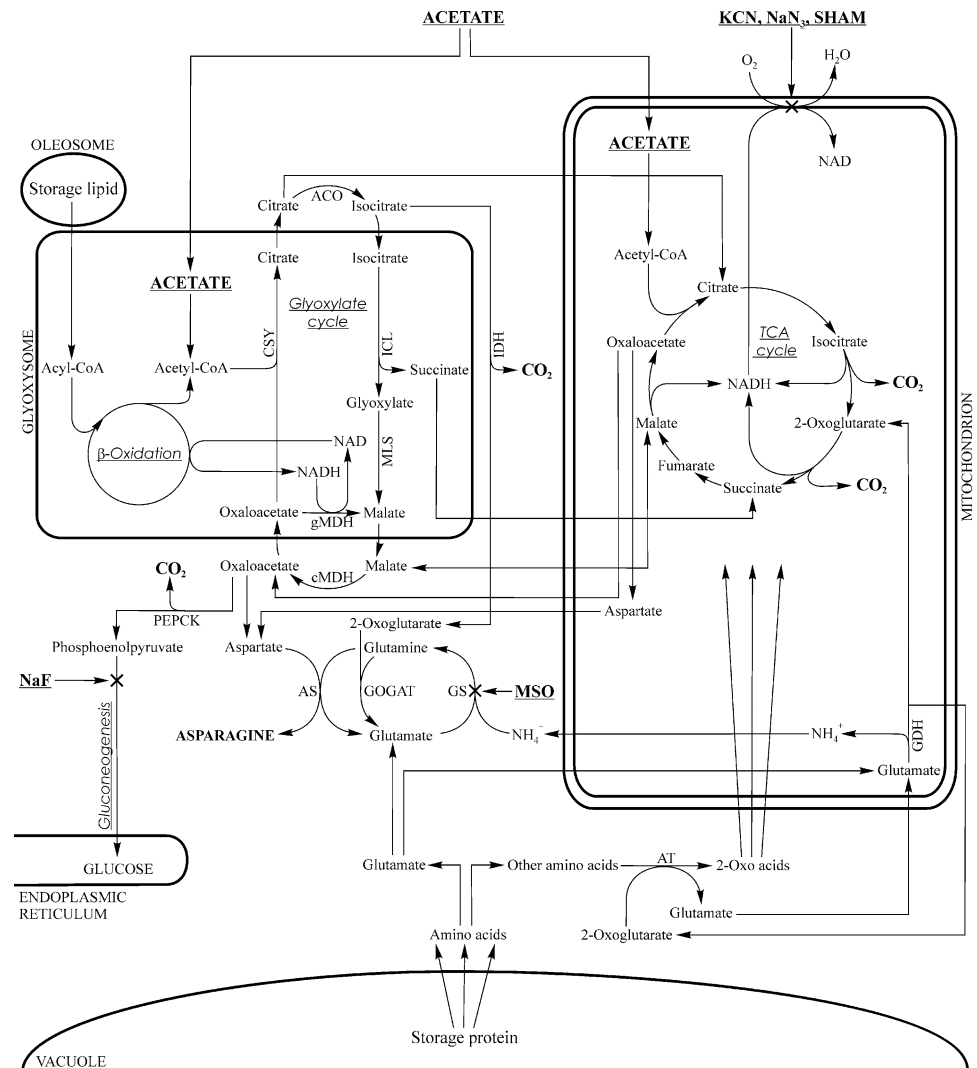 ACETATE
KCN, NaN3, SHAM
O2
H2O
NAD
ACETATE
OLEOSOME
Storage lipid
Citrate
ACO
Isocitrate
Citrate
Isocitrate
Acetyl-CoA
ACETATE
Citrate
Glyoxylate
cycle
GLYOXYSOME
CSY
ICL
IDH
Oxaloacetate
TCA
cycle
Isocitrate
Acyl-CoA
Acetyl-CoA
Succinate
CO2
NADH
CO2
Glyoxylate
Malate
2-Oxoglutarate
MITOCHONDRION
β-Oxidation
NAD
MLS
NADH
Fumarate
Succinate
CO2
Oxaloacetate
gMDH
Malate
CO2
Oxaloacetate
cMDH
Malate
PEPCK
Aspartate
2-Oxoglutarate
Phosphoenolpyruvate
Aspartate
Glutamine
NaF
AS
GOGAT
GS
MSO
Gluconeogenesis
ASPARAGINE
Glutamate
NH4−
NH4+
GDH
Glutamate
GLUCOSE
Glutamate
Other amino acids
AT
2-Oxo acids
ENDOPLASMIC
RETICULUM
Glutamate
Amino acids
2-Oxoglutarate
Storage protein
VACUOLE